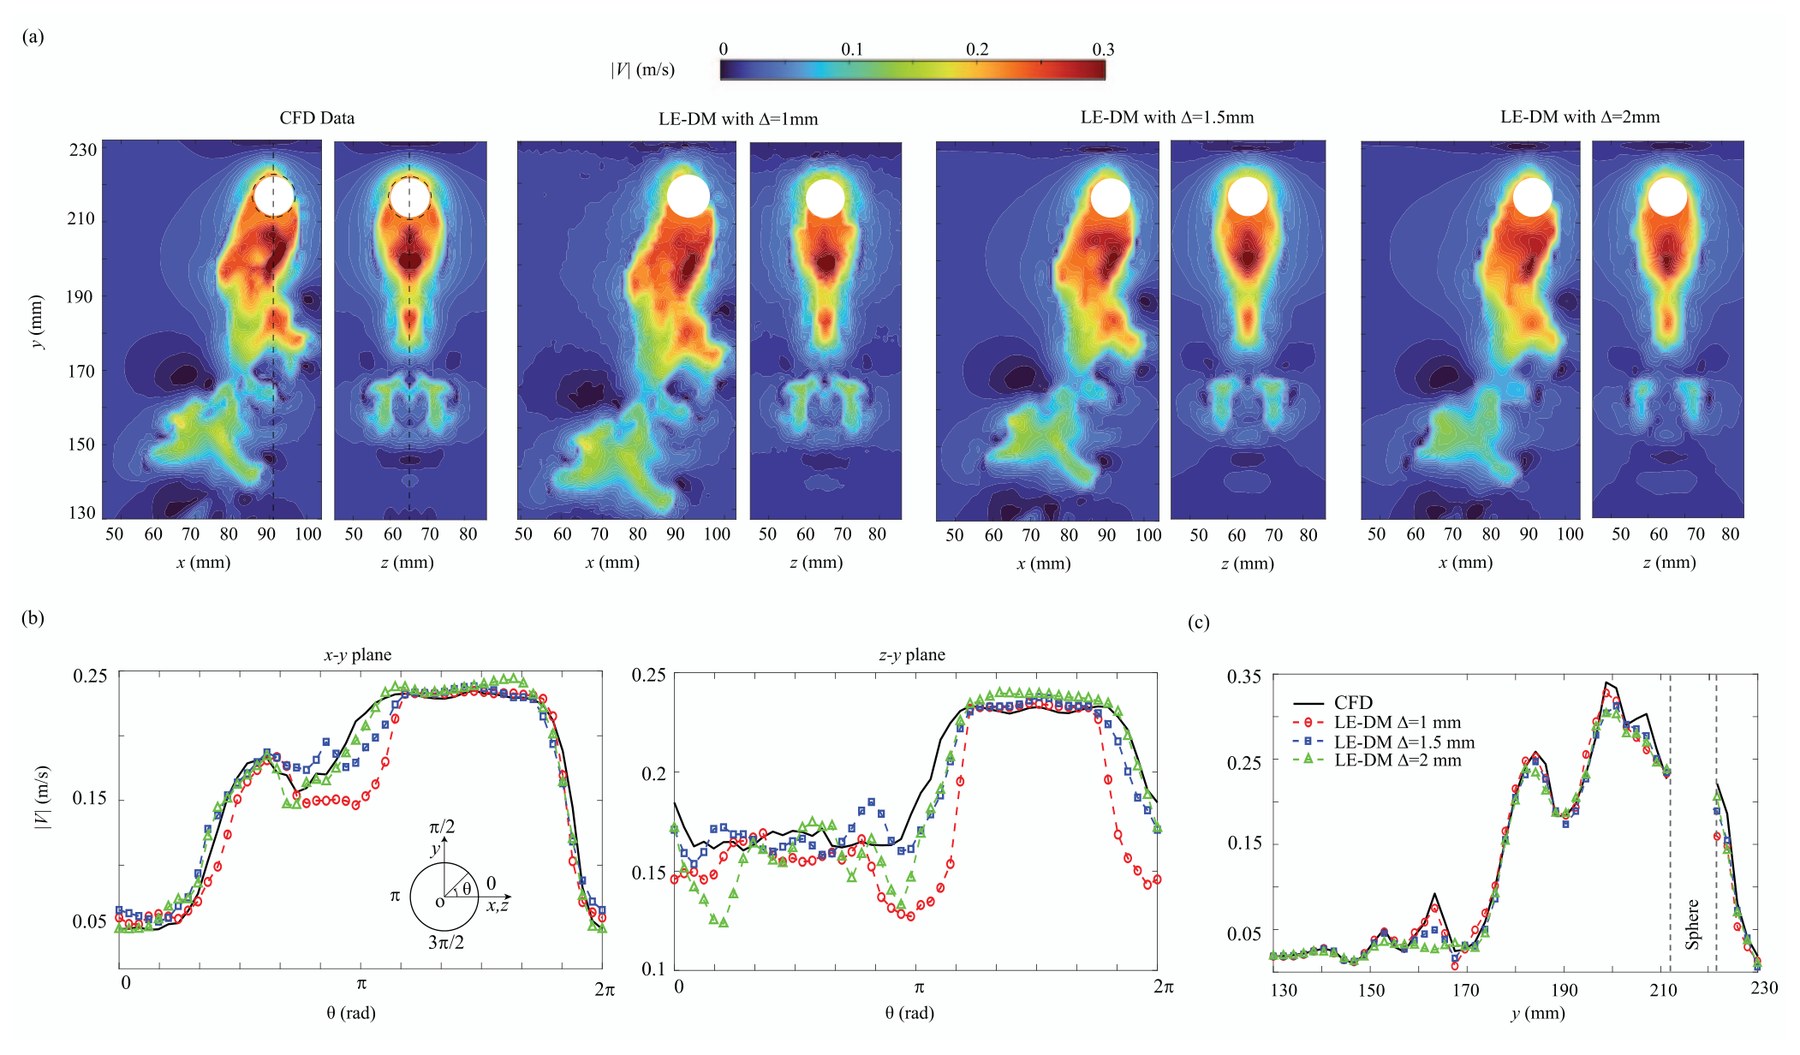 (a)
0 0.1 0.2 0.3
|V| (m/s)
CFD Data
LE-DM with Δ=1mm
LE-DM with Δ=1.5mm
LE-DM with Δ=2mm
230
210
190
170
150
130
y (mm)
50 60 70 80 90 100
x (mm)
50 60 70 80
z (mm)
50 60 70 80 90 100
x (mm)
50 60 70 80
z (mm)
50 60 70 80 90 100
x (mm)
50 60 70 80
z (mm)
50 60 70 80 90 100
x (mm)
50 60 70 80
z (mm)
(b)
x-y plane
0.25
0.15
0.05
|V| (m/s)
π/2
y
π
o
θ
0
x,z
3π/2
0 π 2π
θ (rad)
z-y plane
0.25
0.2
0.15
0.1
0 π 2π
θ (rad)
(c)
0.35
0.25
0.15
0.05
CFD
LE-DM Δ=1 mm
LE-DM Δ=1.5 mm
LE-DM Δ=2 mm
Sphere
130 150 170 190 210 230
y (mm)